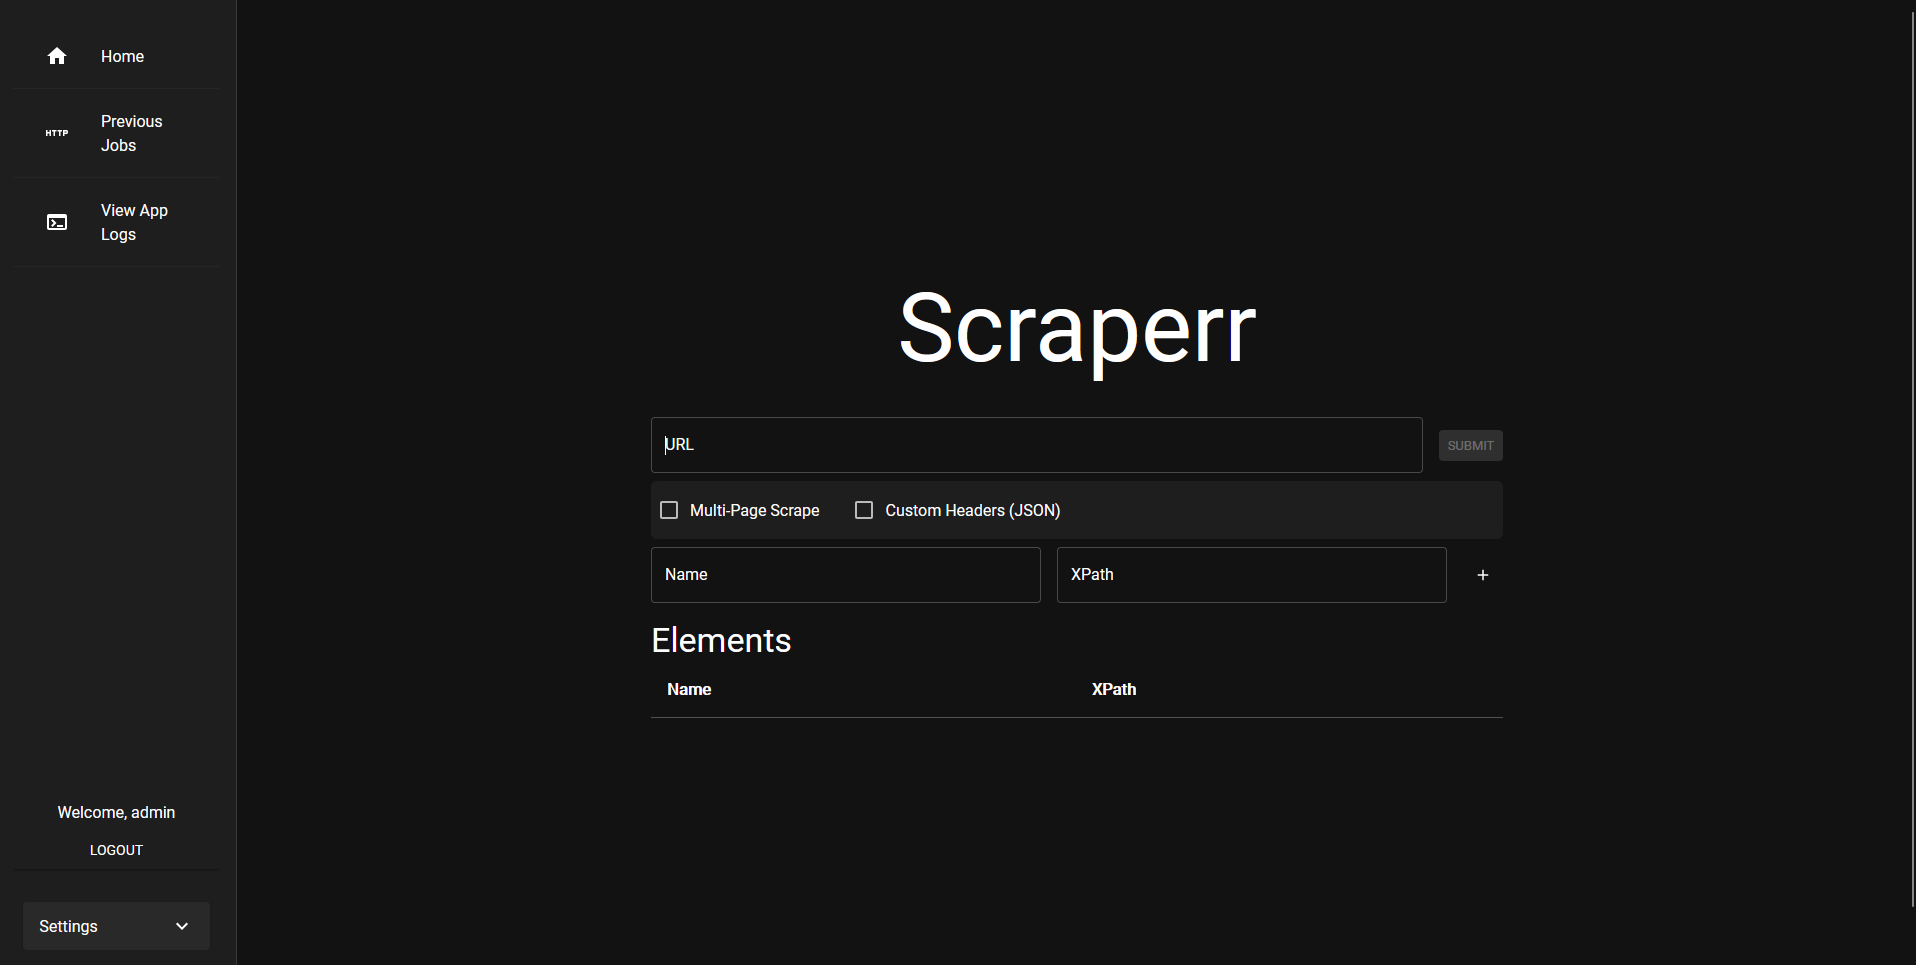 Home
HTTP
Previous
Jobs
View App
Logs
Welcome, admin
LOGOUT
Settings
Scraperr
URL
SUBMIT
Multi-Page Scrape
Custom Headers (JSON)
Name
XPath
Elements
Name
XPath